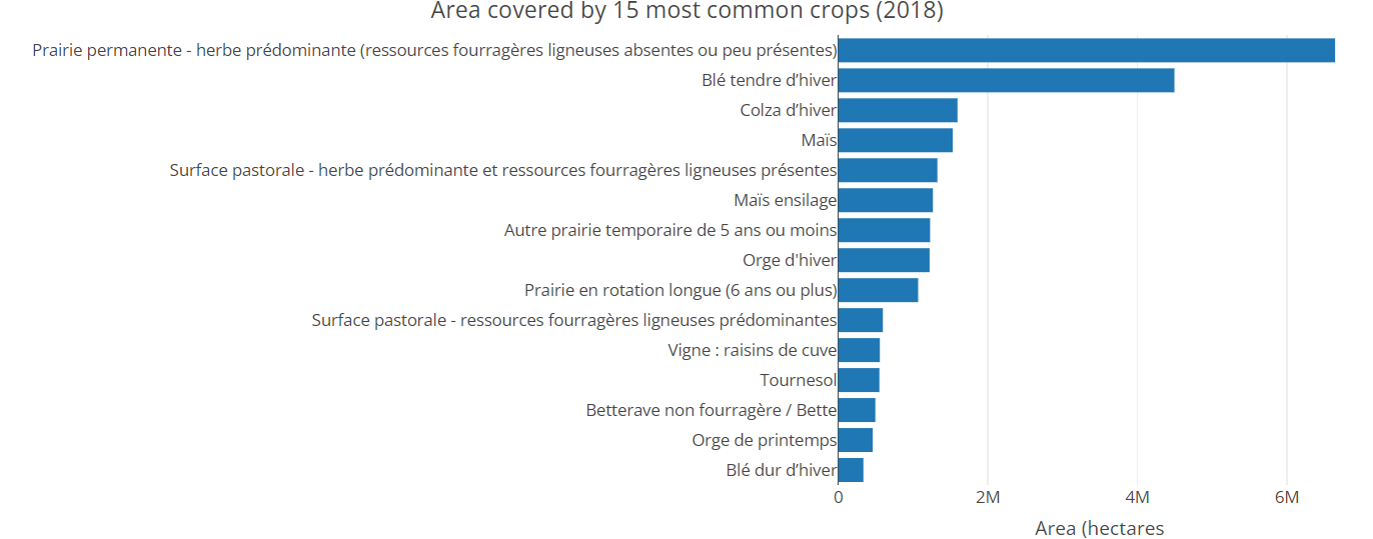 Area covered by 15 most common crops (2018)
Prairie permanente - herbe prédominante (ressources fourragères ligneuses absentes ou peu présentes)
Blé tendre d’hiver
Colza d’hiver
Maïs
Surface pastorale - herbe prédominante et ressources fourragères ligneuses présentes
Maïs ensilage
Autre prairie temporaire de 5 ans ou moins
Orge d'hiver
Prairie en rotation longue (6 ans ou plus)
Surface pastorale - ressources fourragères ligneuses prédominantes
Vigne : raisins de cuve
Tournesol
Betterave non fourragère / Bette
Orge de printemps
Blé dur d’hiver
0 2M 4M 6M
Area (hectares